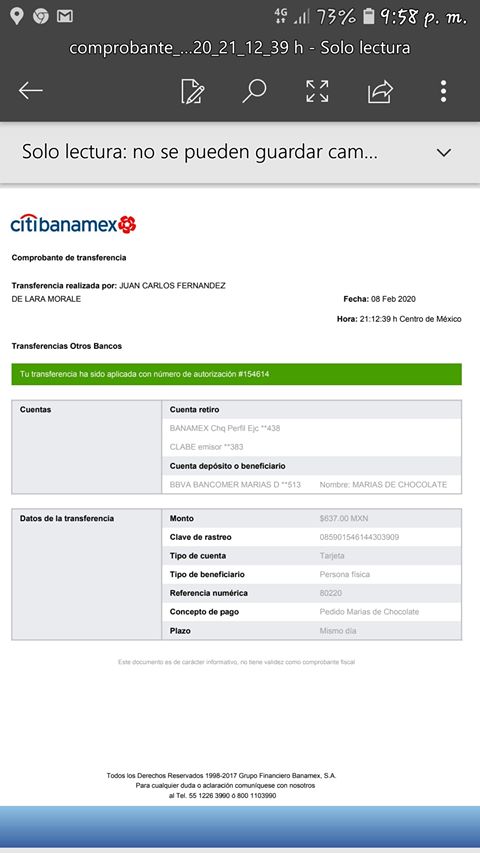 4G 73% 9:58 p. m.
comprobante_...20_21_12_39 h - Solo lectura
Solo lectura: no se pueden guardar cam...
citibanamex
Comprobante de transferencia
Transferencia realizada por: JUAN CARLOS FERNANDEZ
DE LARA MORALE
Fecha: 08 Feb 2020
Hora: 21:12:39 h Centro de México
Transferencias Otros Bancos
Tu transferencia ha sido aplicada con número de autorización #154614
Cuentas
Cuenta retiro
BANAMEX Chq Perfil Ejc **438
CLABE emisor **383
Cuenta depósito o beneficiario
BBVA BANCOMER MARIAS D **513 Nombre: MARIAS DE CHOCOLATE
Datos de la transferencia
Monto $637.00 MXN
Clave de rastreo 085901546144303909
Tipo de cuenta Tarjeta
Tipo de beneficiario Persona física
Referencia numérica 80220
Concepto de pago Pedido Marias de Chocolate
Plazo Mismo día
Este documento es de carácter informativo, no tiene validez como comprobante fiscal
Todos los Derechos Reservados 1998-2017 Grupo Financiero Banamex, S.A.
Para cualquier duda o aclaración comuníquese con nosotros
al Tel. 55 1226 3990 ó 800 1103990